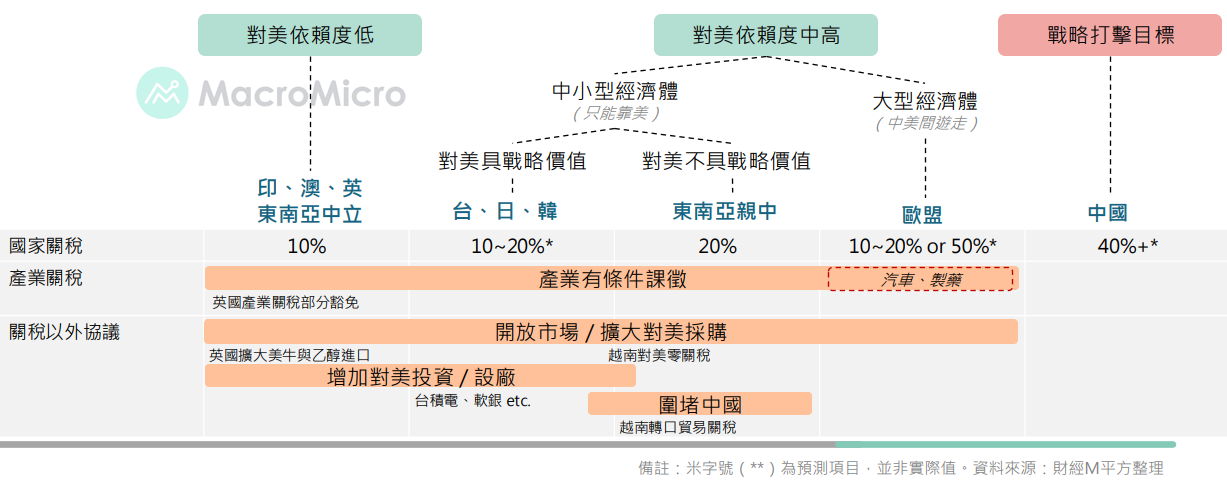 對美依賴度低
對美依賴度中高
戰略打擊目標
MacroMicro
中小型經濟體
（只能靠美）
大型經濟體
（中美間遊走）
對美具戰略價值
對美不具戰略價值
印、澳、英
東南亞中立
台、日、韓
東南亞親中
歐盟
中國
國家關稅
10%
10~20%*
20%
10~20% or 50%*
40%+*
產業關稅
產業有條件課徵
汽車、製藥
英國產業關稅部分豁免
關稅以外協議
開放市場 / 擴大對美採購
英國擴大美牛與乙醇進口
越南對美零關稅
增加對美投資 / 設廠
台積電、軟銀 etc.
圍堵中國
越南轉口貿易關稅
備註：米字號（**）為預測項目，並非實際值。資料來源：財經M平方整理